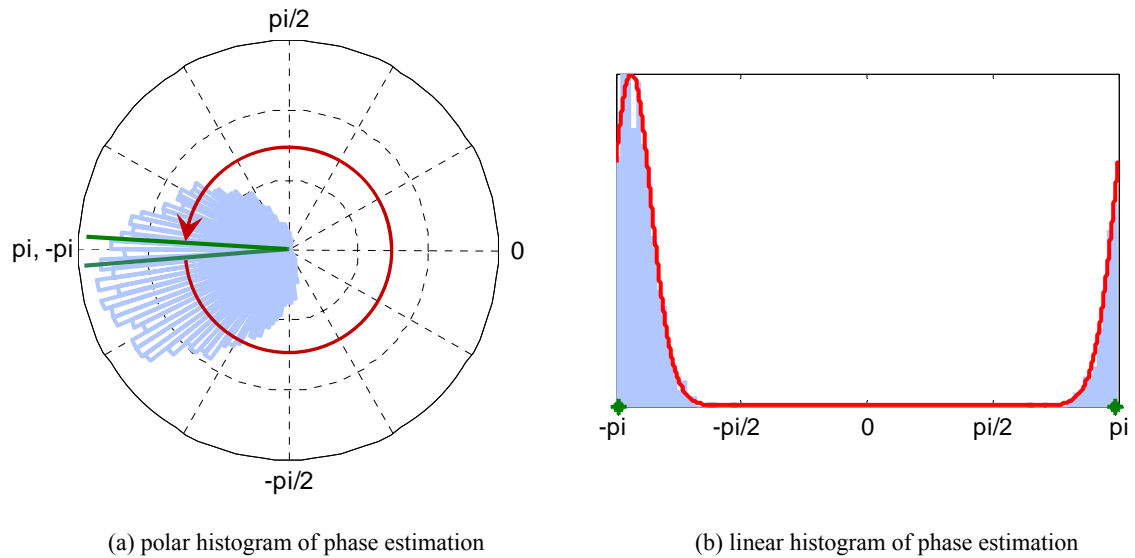 pi/2
pi, -pi
0
-pi/2
-pi
-pi/2
0
pi/2
pi
(a) polar histogram of phase estimation
(b) linear histogram of phase estimation